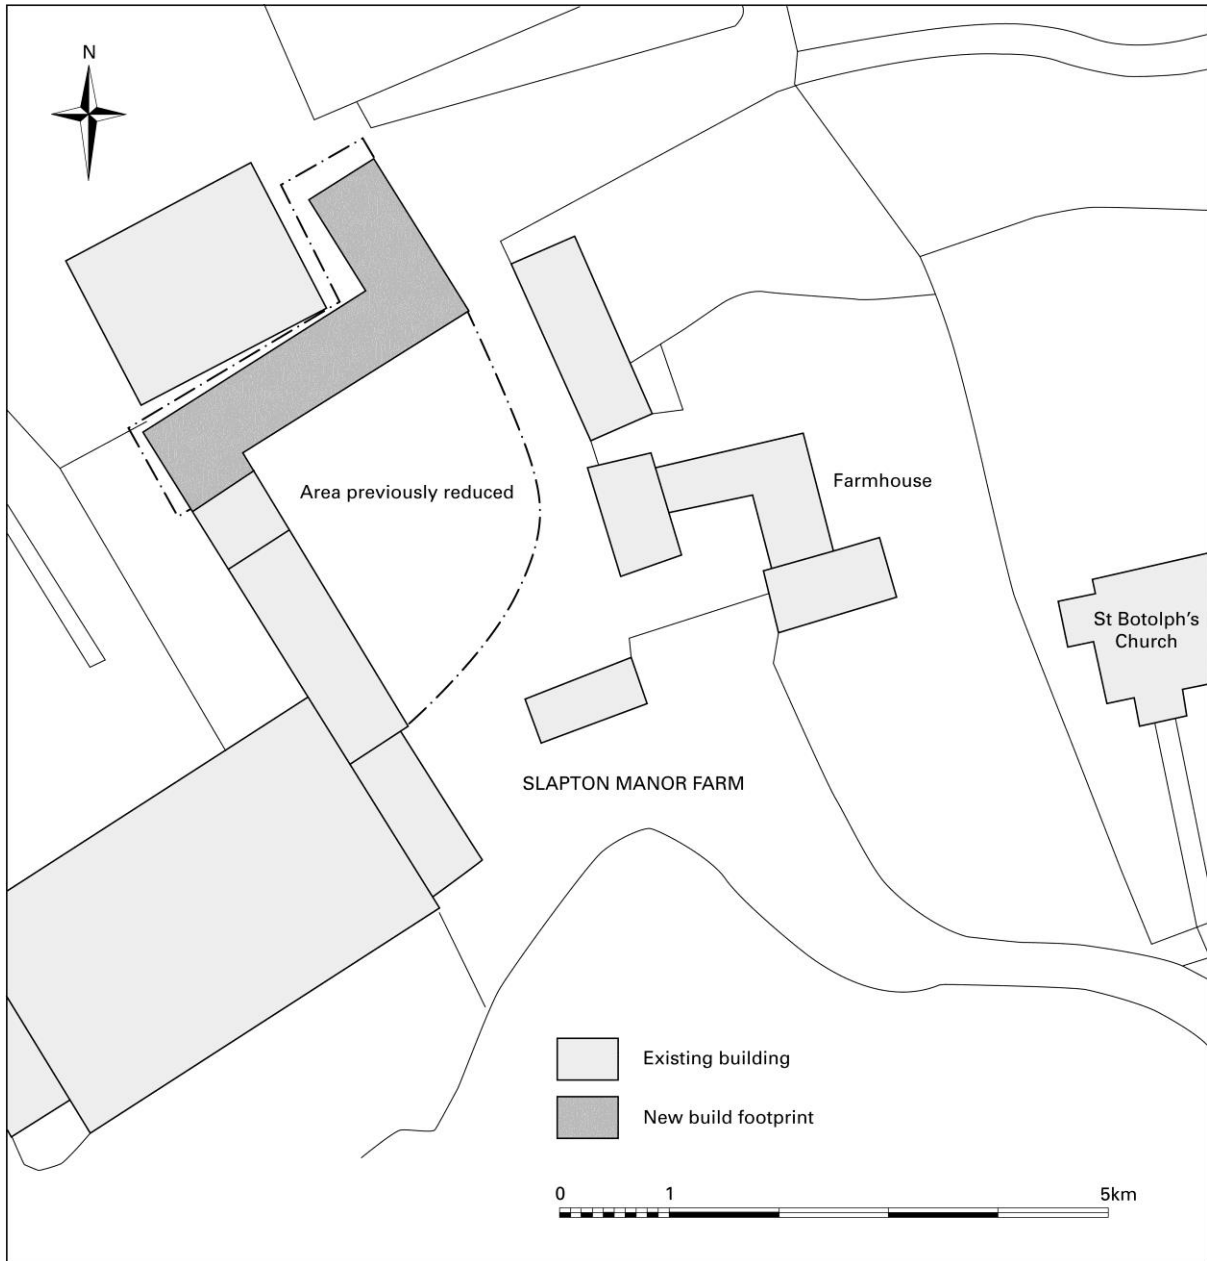 N
Area previously reduced
Farmhouse
St Botolph's
Church
SLAPTON MANOR FARM
Existing building
New build footprint
0 1 5km